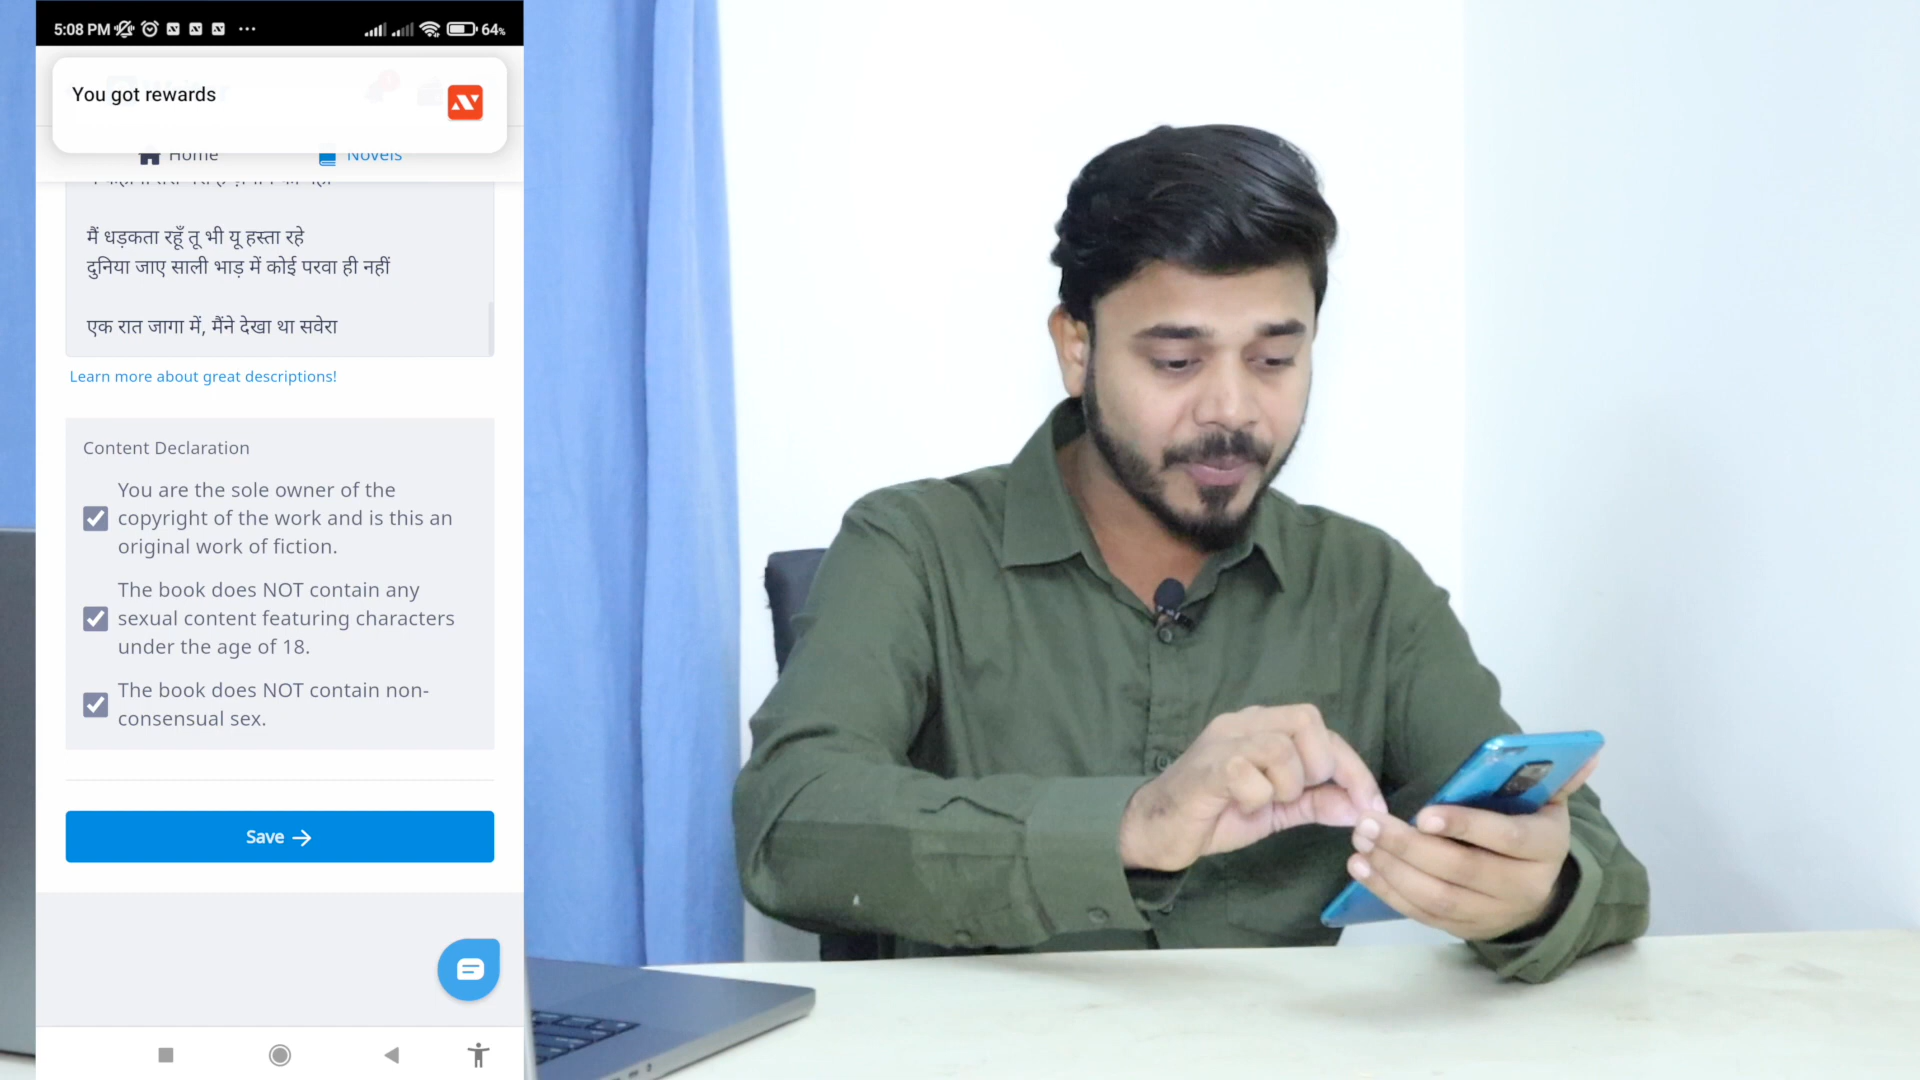 5:08 PM
64%
You got rewards
Home
Novels
मैं धड़कता रहूँ तू भी यू हस्ता रहे
दुनिया जाए साली भाड़ में कोई परवा ही नहीं
एक रात जागा में, मैंने देखा था सवेरा
Learn more about great descriptions!
Content Declaration
You are the sole owner of the
copyright of the work and is this an
original work of fiction.
The book does NOT contain any
sexual content featuring characters
under the age of 18.
The book does NOT contain non-
consensual sex.
Save